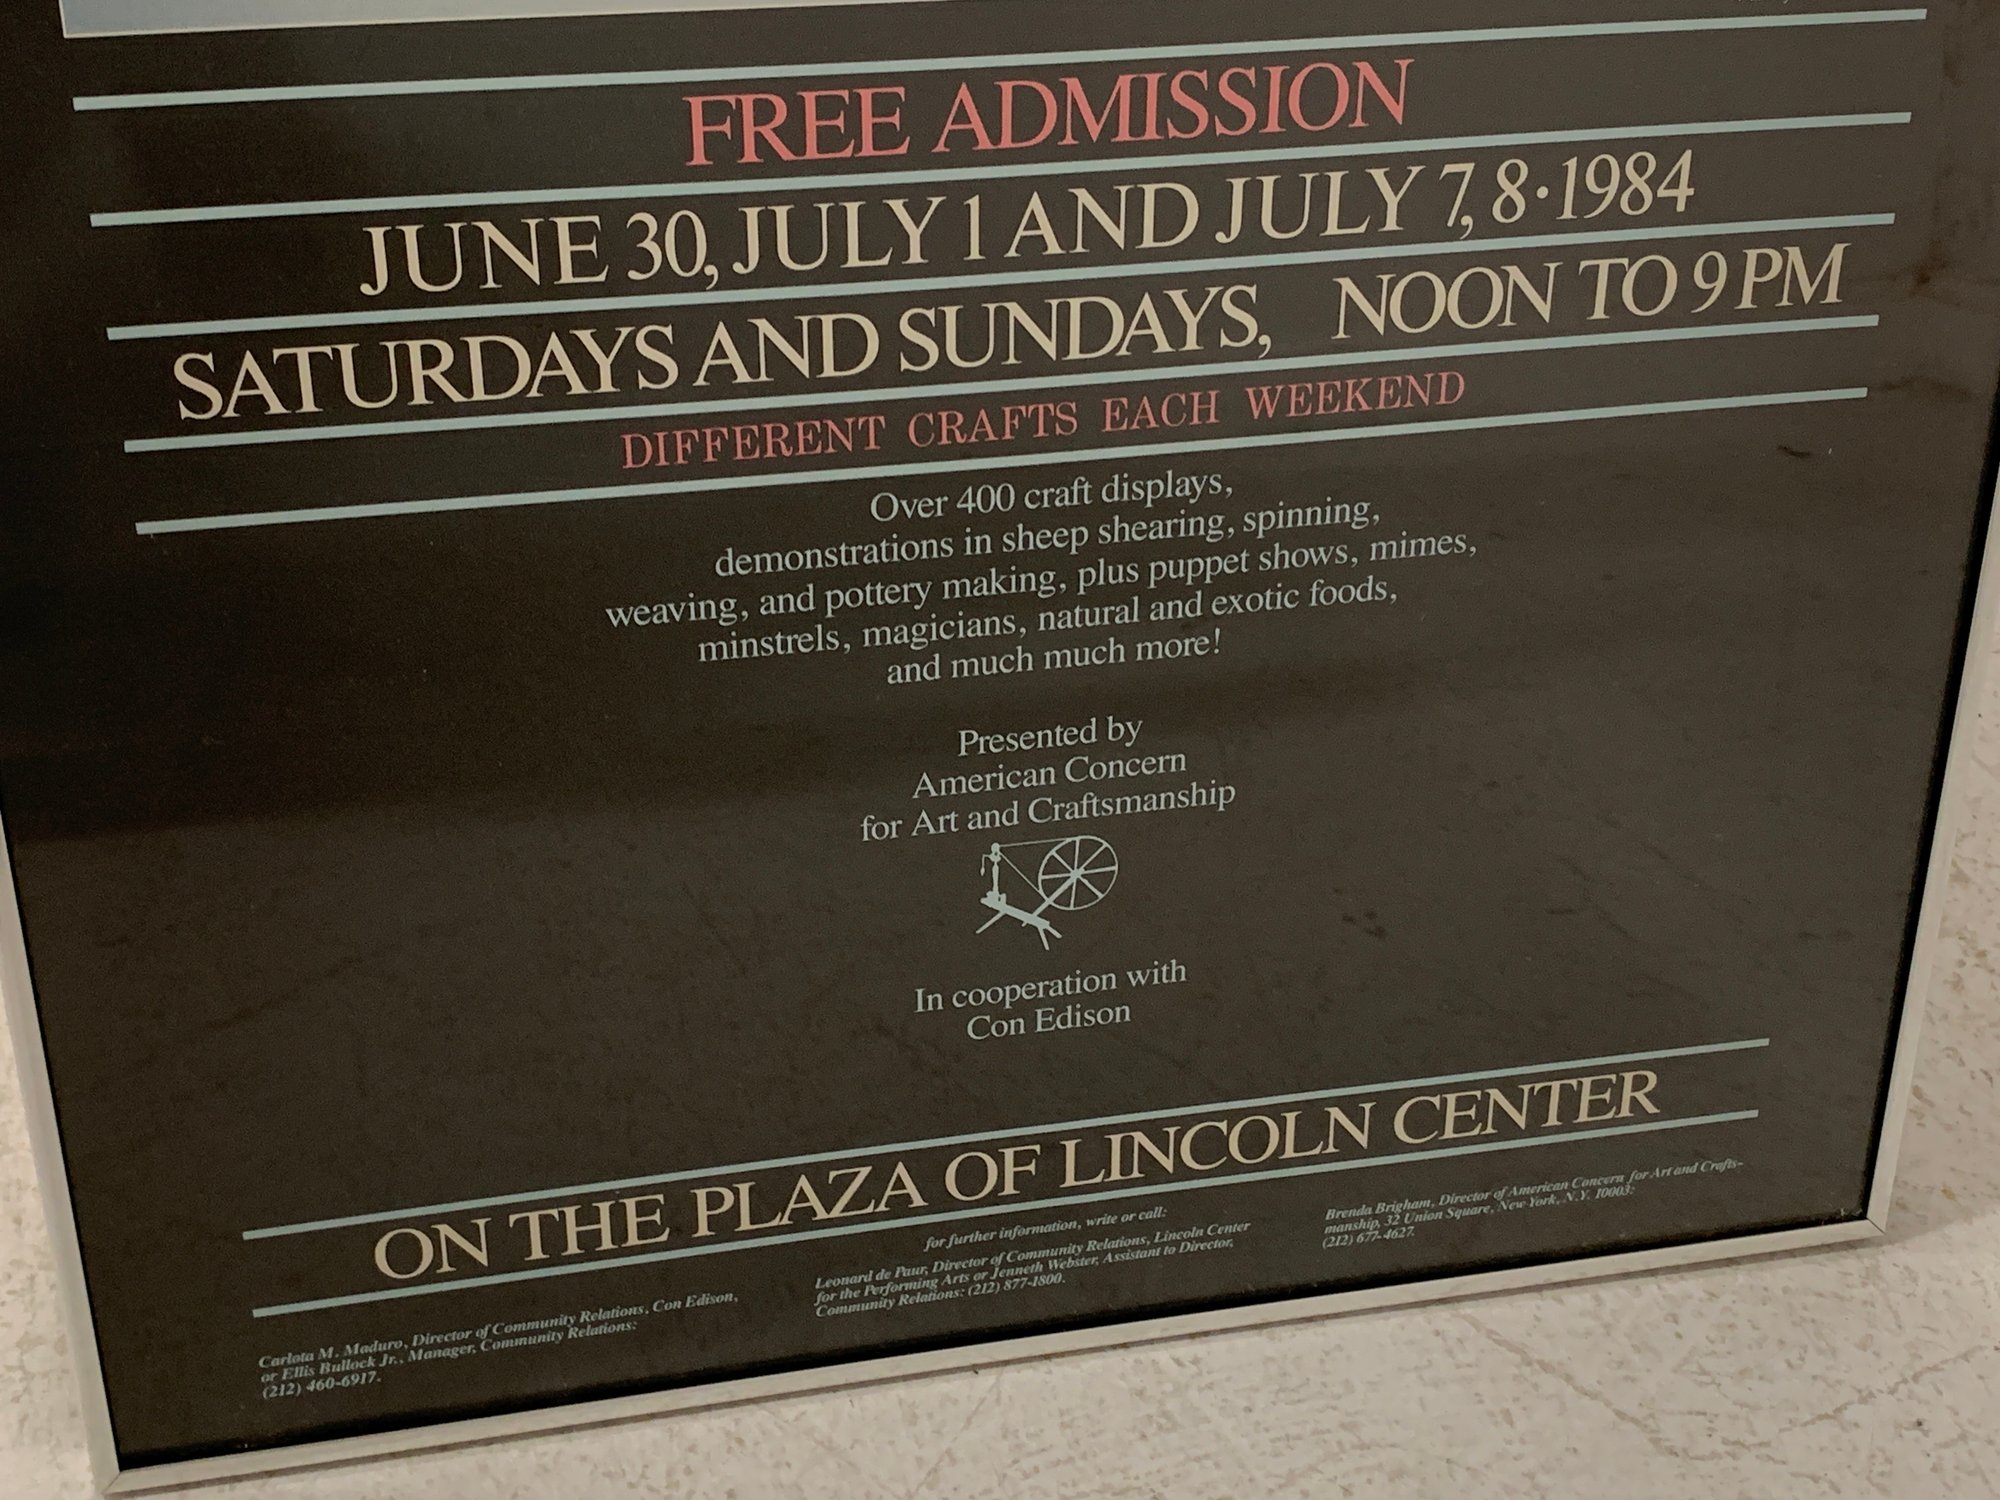 FREE ADMISSION
JUNE 30, JULY 1 AND JULY 7, 8·1984
SATURDAYS AND SUNDAYS, NOON TO 9 PM
DIFFERENT CRAFTS EACH WEEKEND
Over 400 craft displays,
demonstrations in sheep shearing, spinning,
weaving, and pottery making, plus puppet shows, mimes,
minstrels, magicians, natural and exotic foods,
and much much more!
Presented by
American Concern
for Art and Craftsmanship
In cooperation with
Con Edison
ON THE PLAZA OF LINCOLN CENTER
for further information, write or call:
Carlota M. Maduro, Director of Community Relations, Con Edison,
or Ellis Bullock Jr., Manager, Community Relations:
(212) 460-6917.
Leonard de Paur, Director of Community Relations, Lincoln Center
for the Performing Arts or Jenneth Webster, Assistant to Director,
Community Relations: (212) 877-1800.
Brenda Brigham, Director of American Concern for Art and Crafts-
manship, 32 Union Square, New York, N.Y. 10003:
(212) 677-4627.